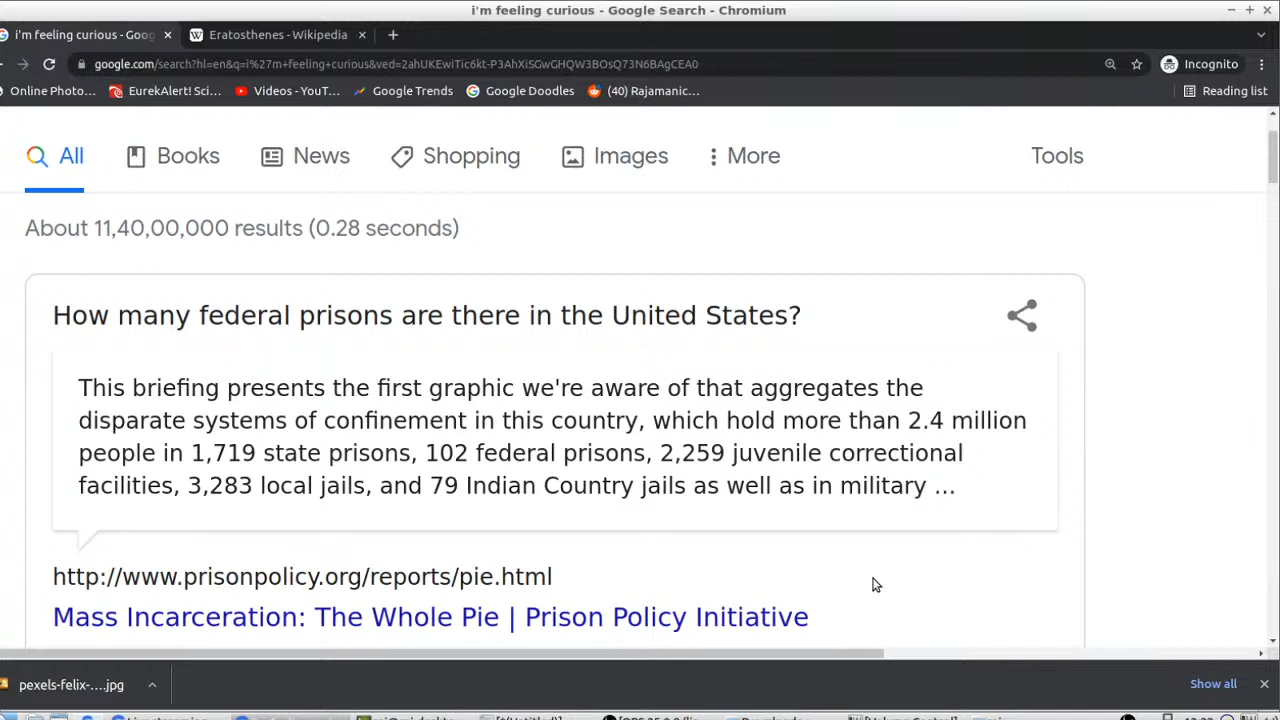 i'm feeling curious - Google Search - Chromium
i'm feeling curious - Goog
Eratosthenes - Wikipedia
google.com/search?hl=en&q=i%27m+feeling+curious&ved=2ahUKEwiTic6kt-P3AhXiSGwGHQW3BOsQ73N6BAgCEA0
Incognito
Online Photo... EurekAlert! Sci... Videos - YouT... Google Trends Google Doodles (40) Rajamanic... Reading list
All Books News Shopping Images More Tools
About 11,40,00,000 results (0.28 seconds)
How many federal prisons are there in the United States?
This briefing presents the first graphic we're aware of that aggregates the
disparate systems of confinement in this country, which hold more than 2.4 million
people in 1,719 state prisons, 102 federal prisons, 2,259 juvenile correctional
facilities, 3,283 local jails, and 79 Indian Country jails as well as in military ...
http://www.prisonpolicy.org/reports/pie.html
Mass Incarceration: The Whole Pie | Prison Policy Initiative
pexels-felix-....jpg
Show all